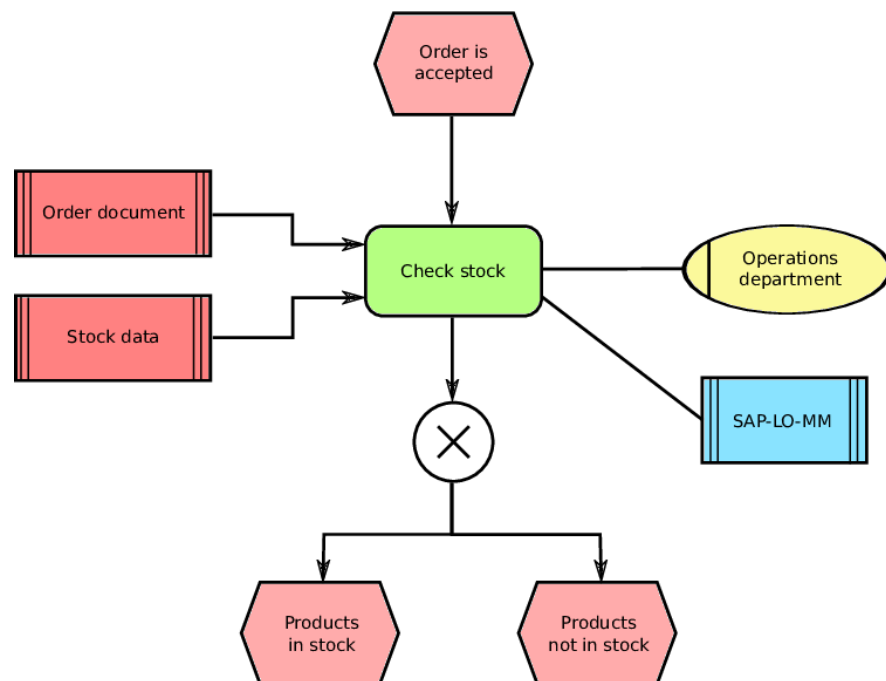 Order is
accepted
Order document
Check stock
Operations
department
Stock data
SAP-LO-MM
Products
in stock
Products
not in stock